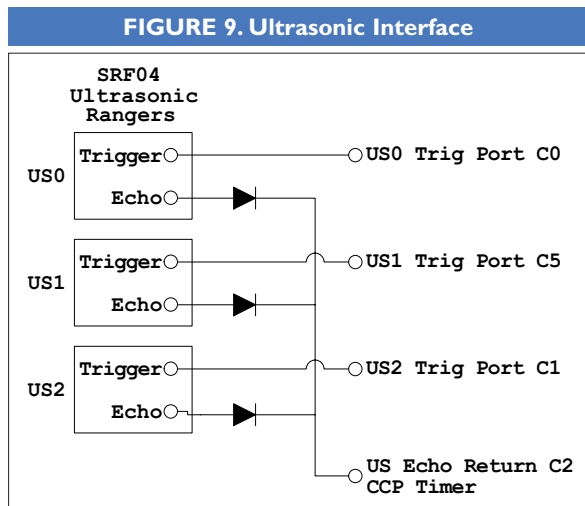 FIGURE 9. Ultrasonic Interface
SRF04
Ultrasonic
Rangers
US0
Trigger
US0 Trig Port C0
Echo
US1
Trigger
US1 Trig Port C5
Echo
US2
Trigger
US2 Trig Port C1
Echo
US Echo Return C2
CCP Timer